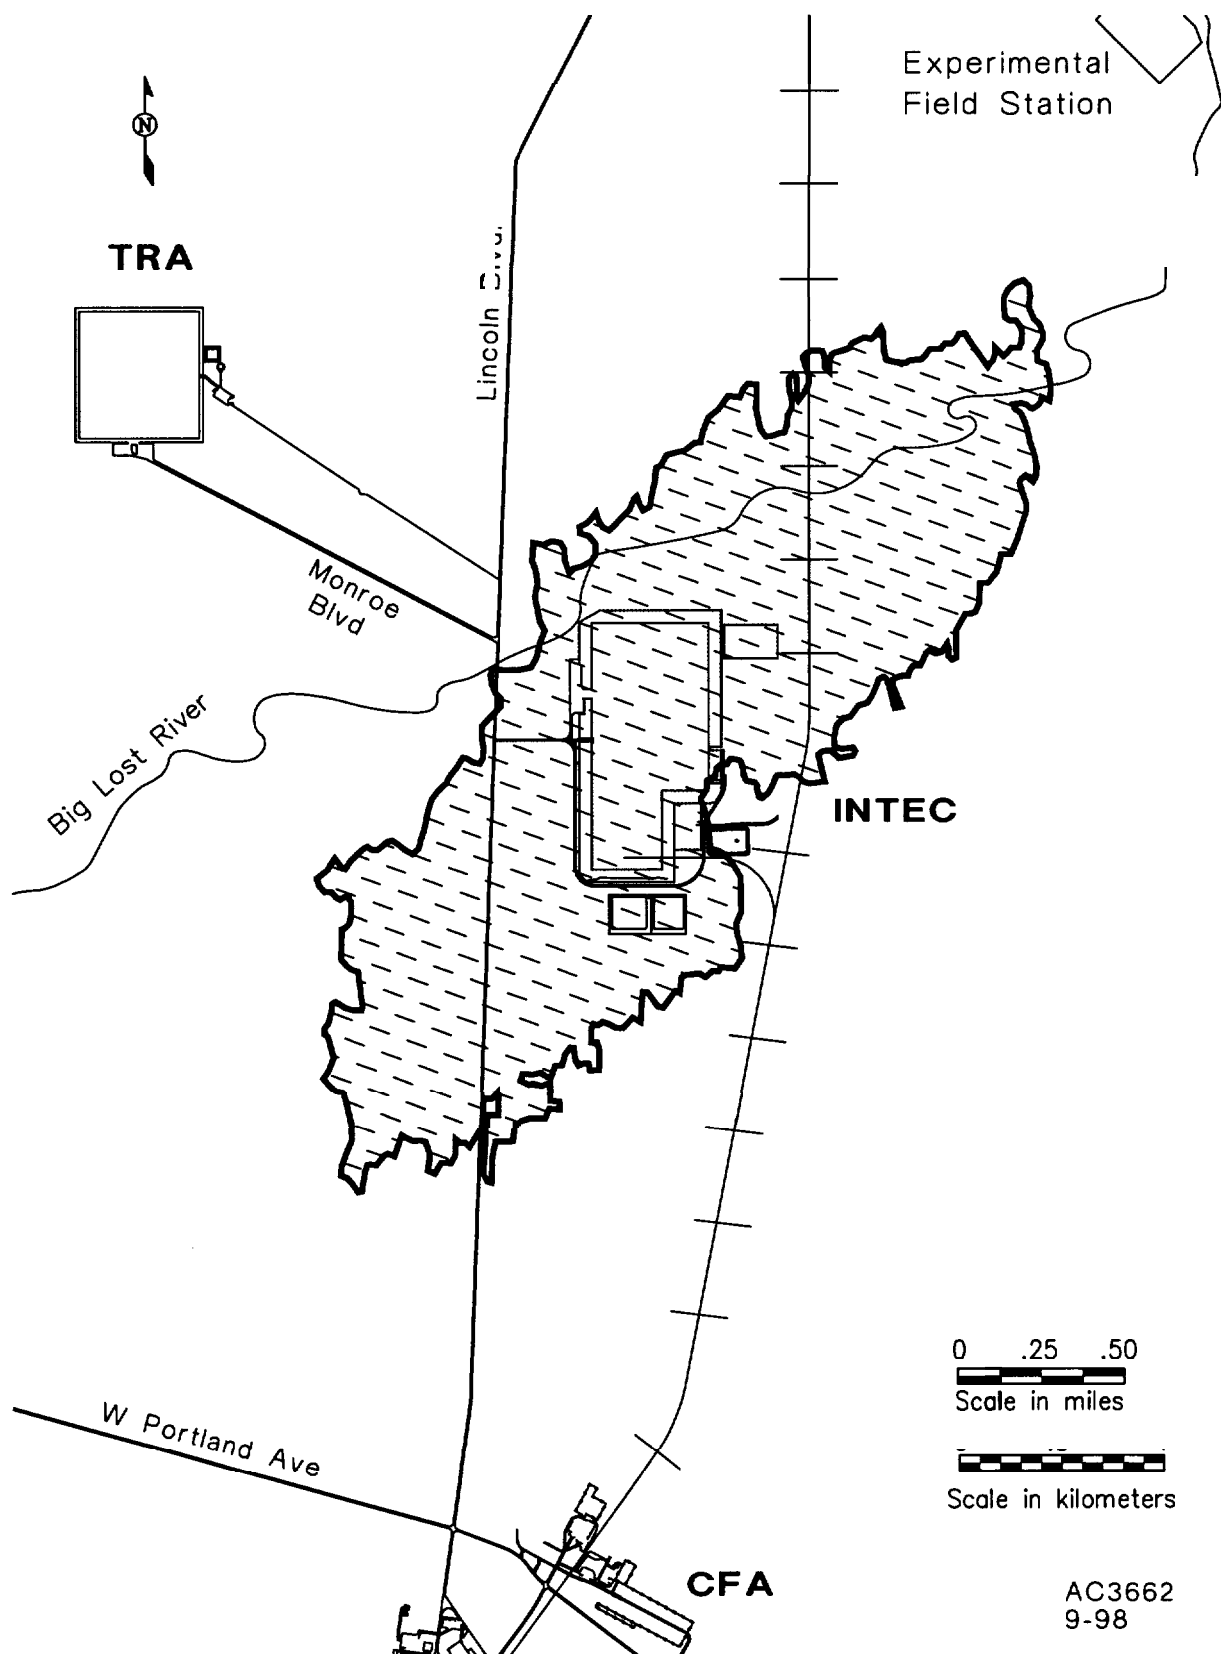 Experimental
Field Station
N
TRA
Lincoln
Monroe
Blvd
Big Lost River
INTEC
0 .25 .50
Scale in miles
W Portland Ave
Scale in kilometers
CFA
AC3662
9-98